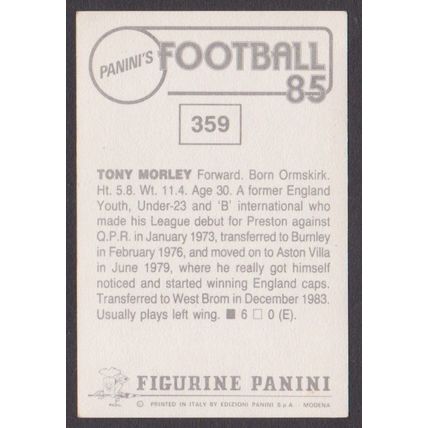 PANINI'S FOOTBALL
85
359
TONY MORLEY Forward. Born Ormskirk.
Ht. 5.8. Wt. 11.4. Age 30. A former England
Youth, Under-23 and 'B' international who
made his League debut for Preston against
Q.P.R. in January 1973, transferred to Burnley
in February 1976, and moved on to Aston Villa
in June 1979, where he really got himself
noticed and started winning England caps.
Transferred to West Brom in December 1983.
Usually plays left wing. ■ 6 □ 0 (E).
FIGURINE PANINI
© PRINTED IN ITALY BY EDIZIONI PANINI S.p.A. - MODENA